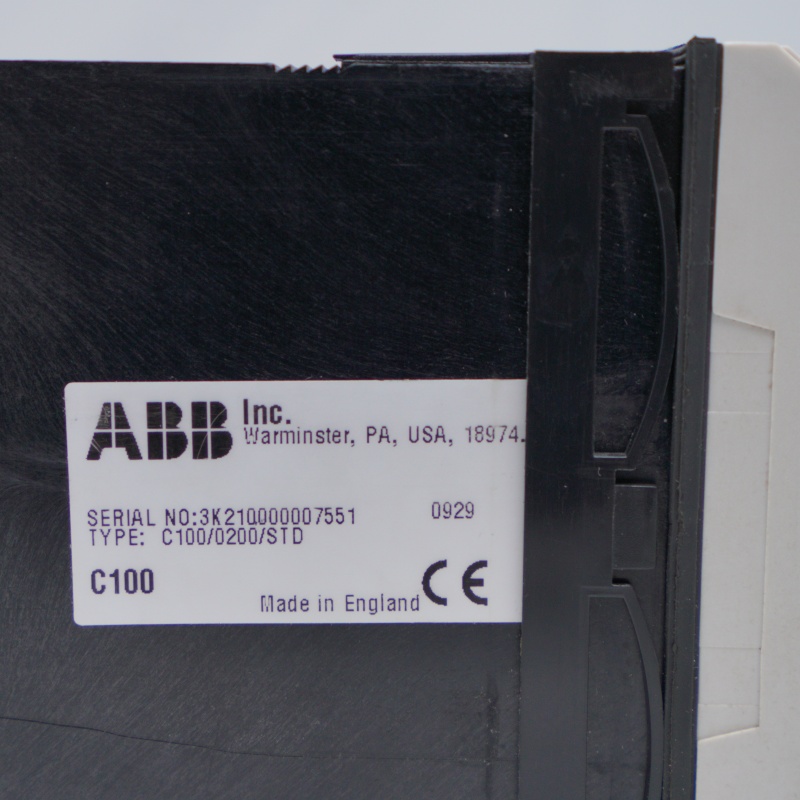 ABB Inc.
Warminster, PA, USA, 18974.
SERIAL NO:3K210000007551 0929
TYPE: C100/0200/STD
C100
Made in England CE